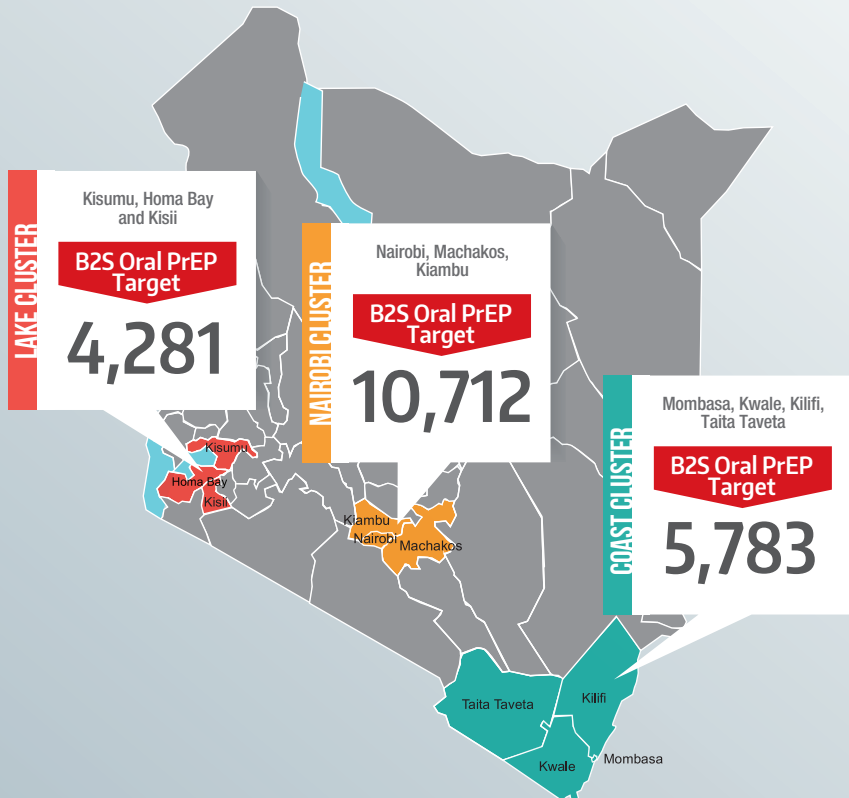 LAKE CLUSTER
Kisumu, Homa Bay
and Kisii
B2S Oral PrEP
Target
4,281
NAIROBI CLUSTER
Nairobi, Machakos,
Kiambu
B2S Oral PrEP
Target
10,712
COAST CLUSTER
Mombasa, Kwale, Kilifi,
Taita Taveta
B2S Oral PrEP
Target
5,783
Kisumu
Homa Bay
Kisii
Kiambu
Nairobi
Machakos
Taita Taveta
Kilifi
Kwale
Mombasa